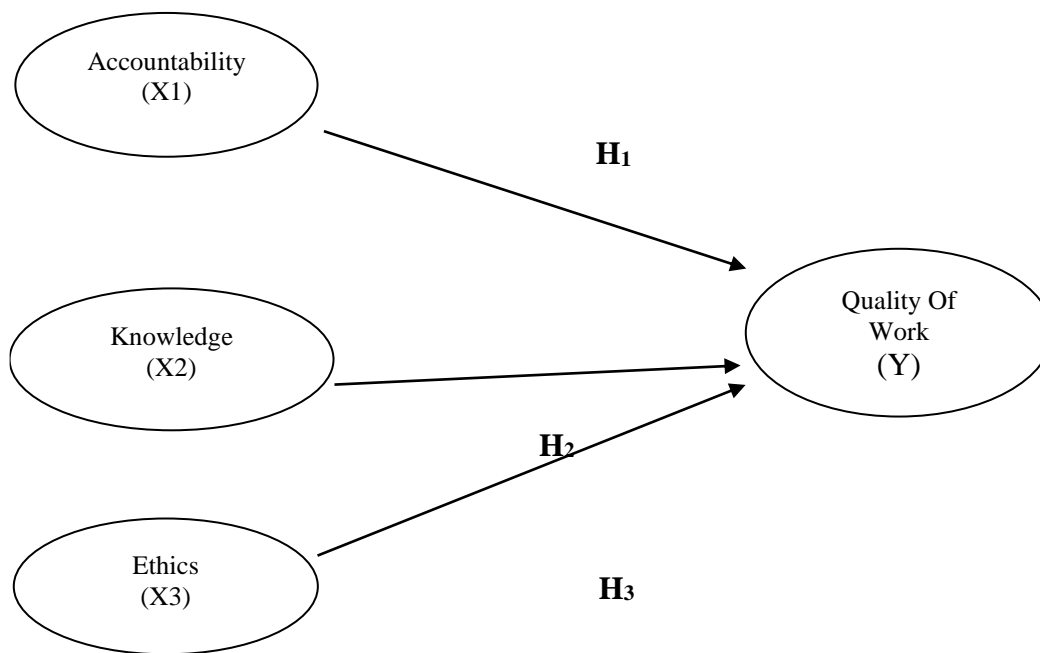 Accountability
(X1)
H1
Knowledge
(X2)
Quality Of
Work
(Y)
H2
Ethics
(X3)
H3